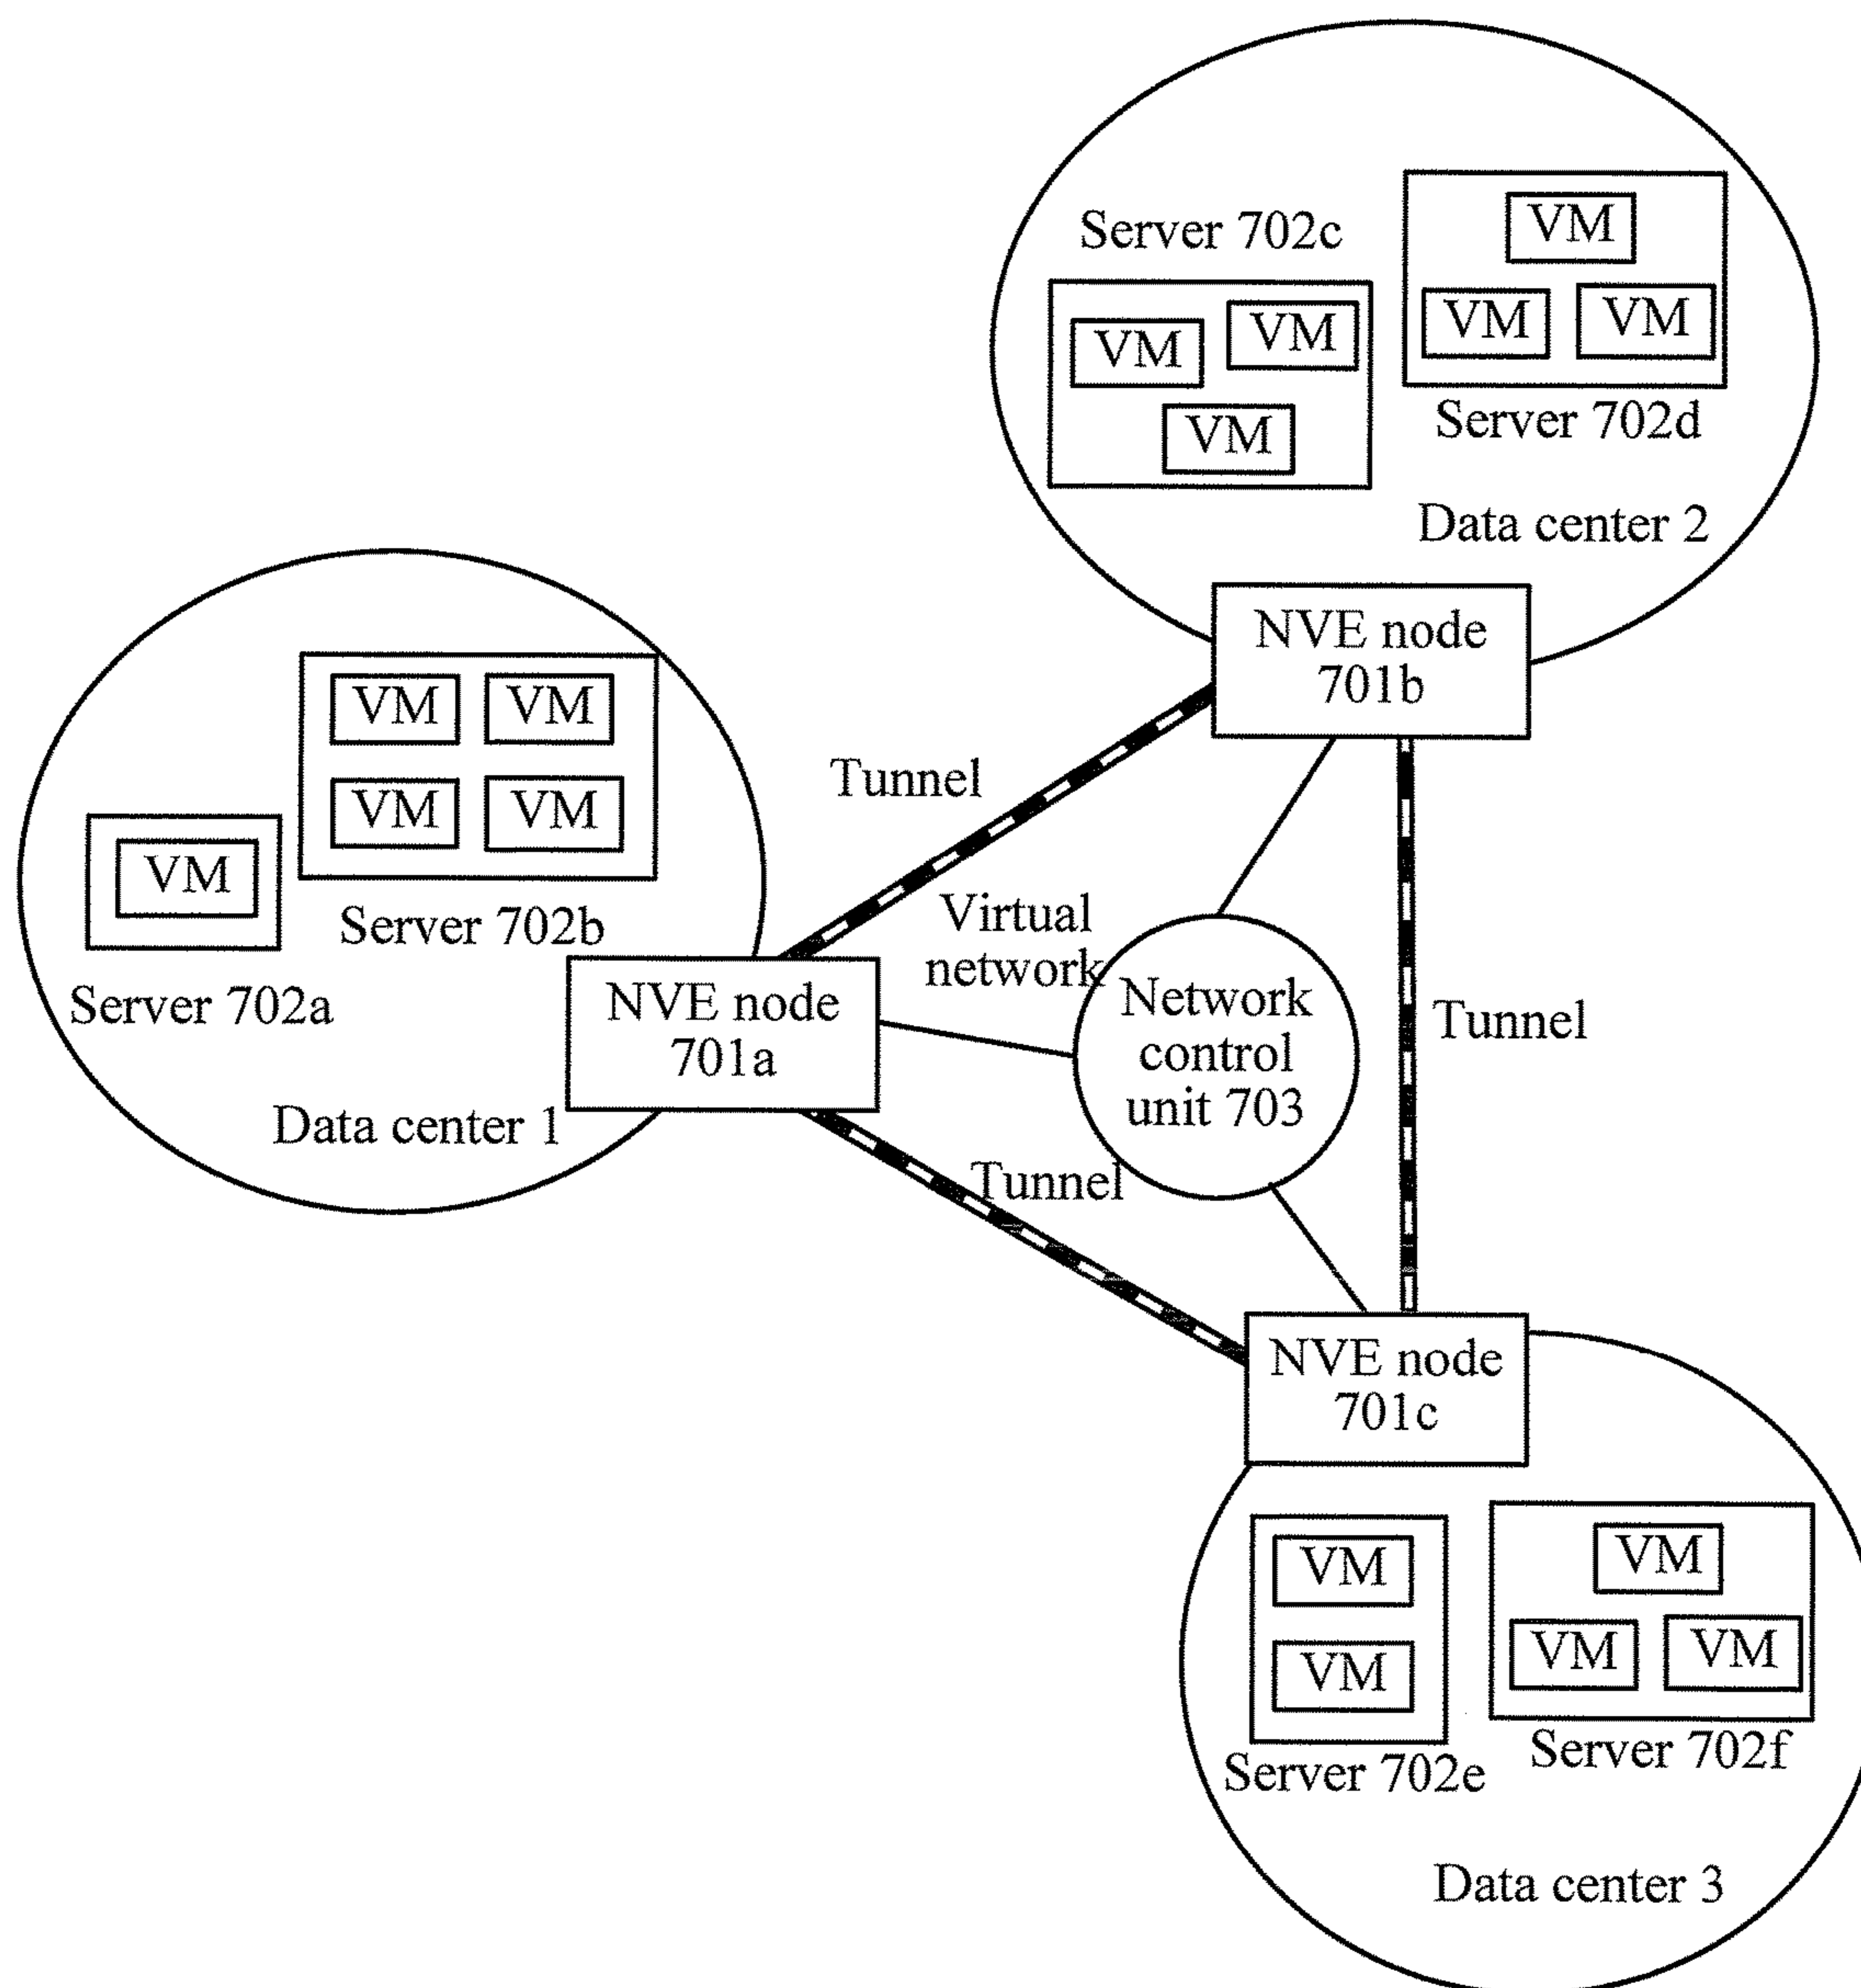 Server 702c
VM
VM
VM
VM
VM
VM
Server 702d
Data center 2
NVE node
701b
VM
VM
VM
VM
VM
Server 702b
Server 702a
NVE node
701a
Data center 1
Tunnel
Virtual
network
Network
control
unit 703
Tunnel
Tunnel
NVE node
701c
VM
VM
VM
VM
VM
Server 702e
Server 702f
Data center 3